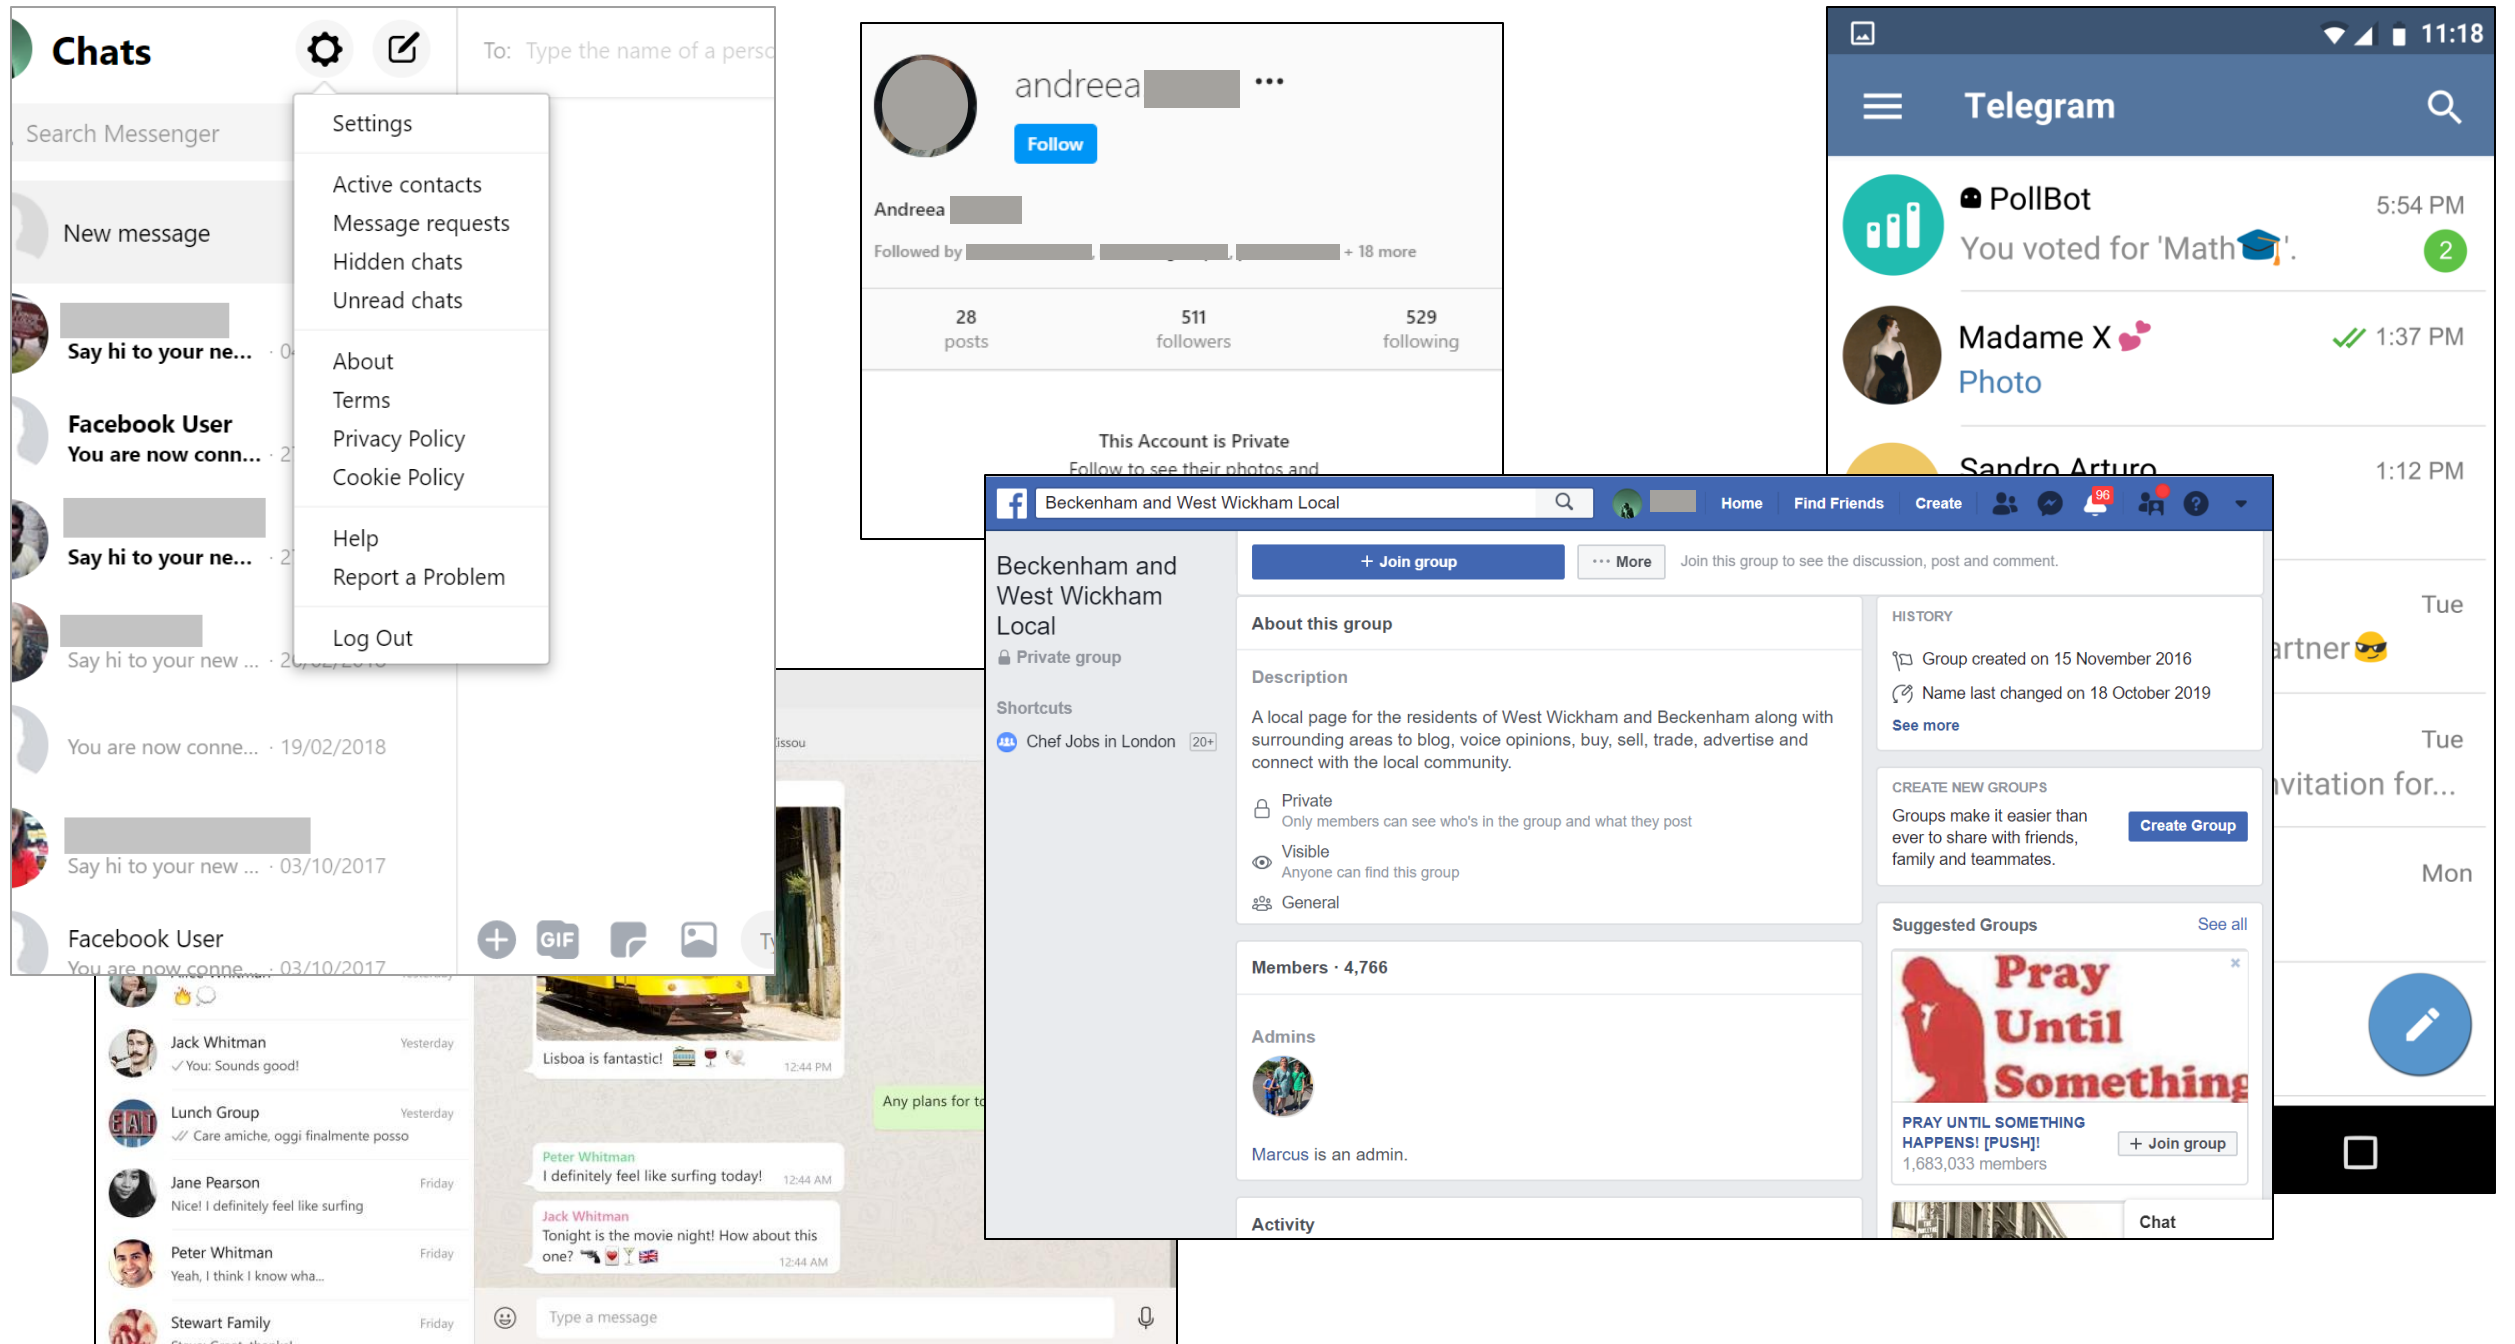 Chats
To: Type the name of a perso
Search Messenger
New message
Say hi to your ne... · 04
Facebook User
You are now conn... · 2
Say hi to your ne... · 2
Say hi to your new ... · 20/02/2018
You are now conne... · 19/02/2018
Say hi to your new ... · 03/10/2017
Facebook User
You are now conne... · 03/10/2017
Settings
Active contacts
Message requests
Hidden chats
Unread chats
About
Terms
Privacy Policy
Cookie Policy
Help
Report a Problem
Log Out
GIF
Ty
andreea
Follow
Andreea
Followed by , , + 18 more
28 511 529
posts followers following
This Account is Private
Follow to see their photos and
11:18
Telegram
PollBot 5:54 PM
You voted for 'Math🎓'. 2
Madame X💕 1:37 PM
Photo
Sandro Arturo 1:12 PM
Tue
artner😎
Tue
nvitation for...
Mon
Beckenham and West Wickham Local
Home Find Friends Create 96
Beckenham and
West Wickham
Local
Private group
Shortcuts
Chef Jobs in London 20+
+ Join group ··· More Join this group to see the discussion, post and comment.
About this group
Description
A local page for the residents of West Wickham and Beckenham along with
surrounding areas to blog, voice opinions, buy, sell, trade, advertise and
connect with the local community.
Private
Only members can see who's in the group and what they post
Visible
Anyone can find this group
General
Members · 4,766
Admins
Marcus is an admin.
Activity
HISTORY
Group created on 15 November 2016
Name last changed on 18 October 2019
See more
CREATE NEW GROUPS
Groups make it easier than
ever to share with friends,
family and teammates.
Create Group
Suggested Groups See all
Pray
Until
Something
PRAY UNTIL SOMETHING
HAPPENS! [PUSH]!
1,683,033 members
+ Join group
Chat
issou
Lisboa is fantastic! 12:44 PM
Any plans for to
Peter Whitman
I definitely feel like surfing today! 12:44 AM
Jack Whitman
Tonight is the movie night! How about this
one? 12:44 AM
Type a message
Yesterday
Jack Whitman Yesterday
You: Sounds good!
EAT
Lunch Group Yesterday
Care amiche, oggi finalmente posso
Jane Pearson Friday
Nice! I definitely feel like surfing
Peter Whitman Friday
Yeah, I think I know wha...
Stewart Family Friday